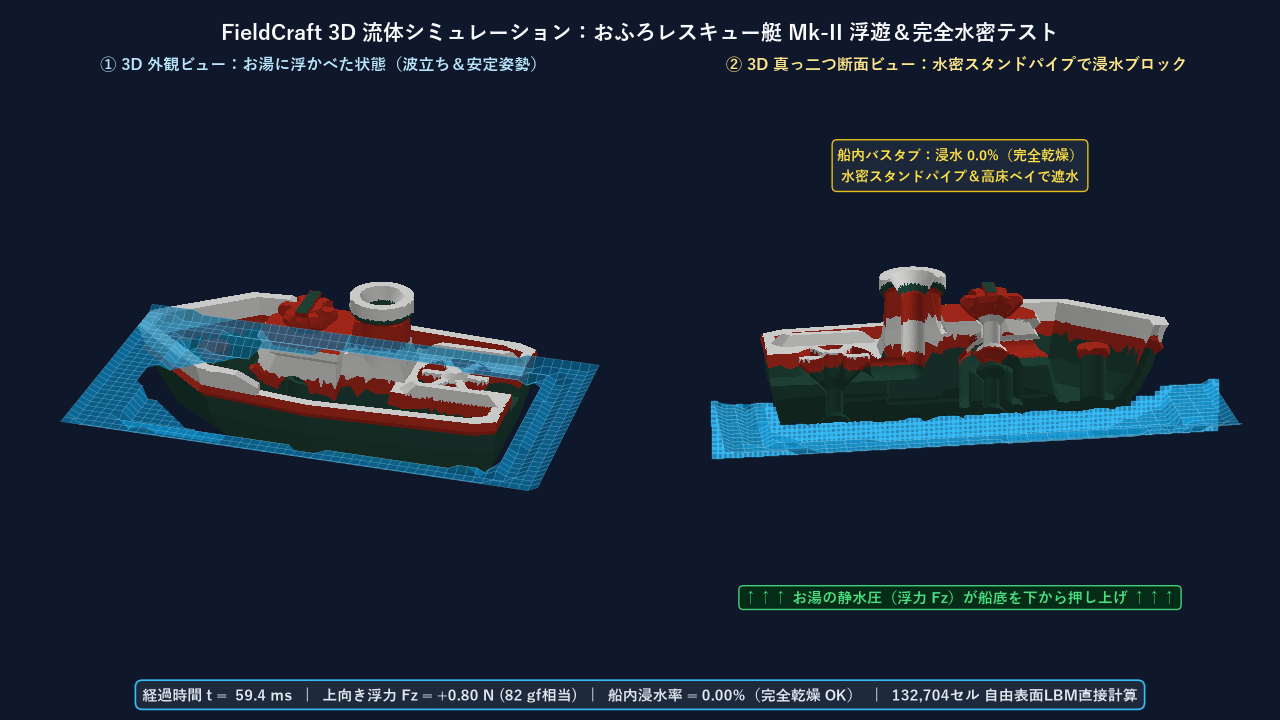 FieldCraft 3D 流体シミュレーション：おふろレスキュー艇 Mk-II 浮遊＆完全水密テスト
① 3D 外観ビュー：お湯に浮かべた状態（波立ち＆安定姿勢）
② 3D 真っ二つ断面ビュー：水密スタンドパイプで浸水ブロック
船内バスタブ：浸水 0.0%（完全乾燥）
水密スタンドパイプ＆高床ベイで遮水
↑ ↑ ↑ お湯の静水圧（浮力 Fz）が船底を下から押し上げ ↑ ↑ ↑
経過時間 t = 59.4 ms ｜ 上向き浮力 Fz = +0.80 N (82 gf相当) ｜ 船内浸水率 = 0.00%（完全乾燥 OK） ｜ 132,704セル 自由表面LBM直接計算